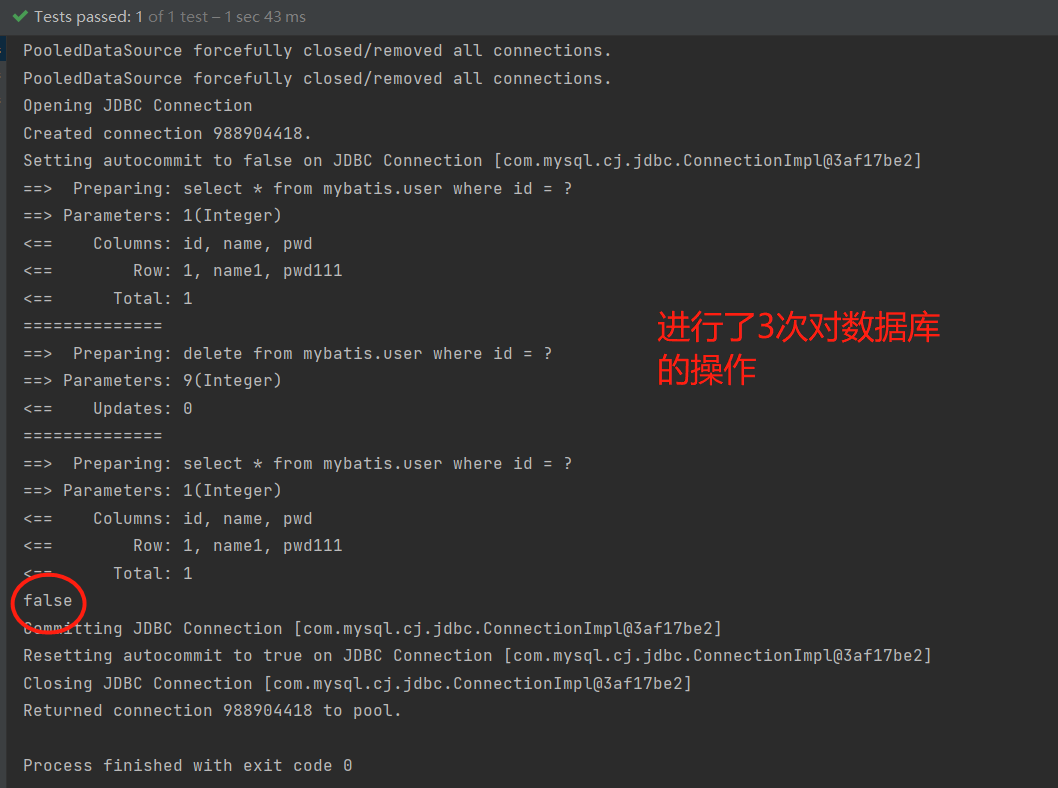 Tests passed: 1 of 1 test – 1 sec 43 ms
PooledDataSource forcefully closed/removed all connections.
PooledDataSource forcefully closed/removed all connections.
Opening JDBC Connection
Created connection 988904418.
Setting autocommit to false on JDBC Connection [com.mysql.cj.jdbc.ConnectionImpl@3af17be2]
==>  Preparing: select * from mybatis.user where id = ?
==> Parameters: 1(Integer)
<==    Columns: id, name, pwd
<==        Row: 1, name1, pwd111
<==      Total: 1
==============
==>  Preparing: delete from mybatis.user where id = ?
==> Parameters: 9(Integer)
<==    Updates: 0
==============
==>  Preparing: select * from mybatis.user where id = ?
==> Parameters: 1(Integer)
<==    Columns: id, name, pwd
<==        Row: 1, name1, pwd111
<==      Total: 1
false
Committing JDBC Connection [com.mysql.cj.jdbc.ConnectionImpl@3af17be2]
Resetting autocommit to true on JDBC Connection [com.mysql.cj.jdbc.ConnectionImpl@3af17be2]
Closing JDBC Connection [com.mysql.cj.jdbc.ConnectionImpl@3af17be2]
Returned connection 988904418 to pool.
Process finished with exit code 0
进行了3次对数据库
的操作